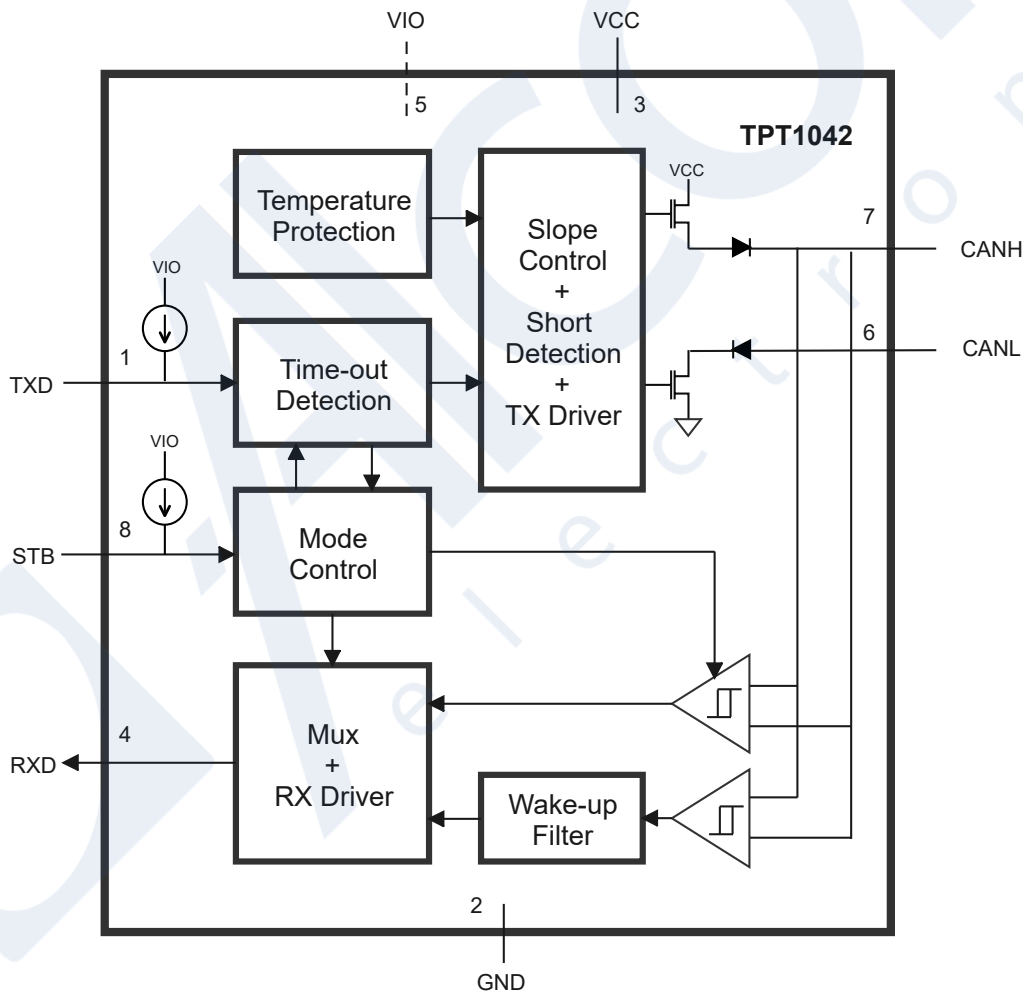 VIO
VCC
5
3
TPT1042
Temperature
Protection
Slope
Control
+
Short
Detection
+
TX Driver
VCC
7
CANH
VIO
1
TXD
Time-out
Detection
6
CANL
VIO
8
STB
Mode
Control
4
RXD
Mux
+
RX Driver
Wake-up
Filter
2
GND